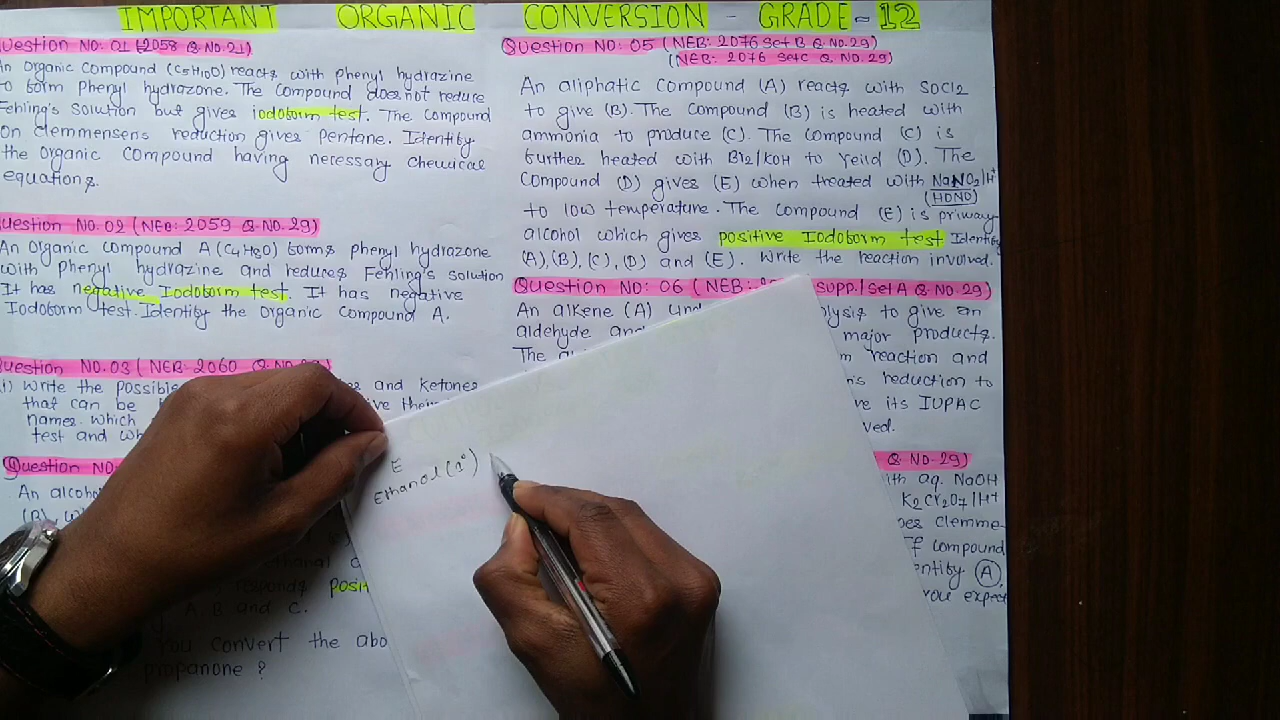 IMPORTANT ORGANIC CONVERSION - GRADE-12
Question NO: 01 (2058 Q.NO.21)
An organic compound (C5H10O) reacts with phenyl hydrazine
to form Phenyl hydrazone. The compound does not reduce
Fehling's solution but gives iodoform test. The compound
on clemmensens reduction gives pentane. Identify
the organic compound having necessary chemical
equations.
Question NO. 02 (NEB: 2059 Q.NO.29)
An organic compound A (C4H8O) forms phenyl hydrazone
with phenyl hydrazine and reduces Fehling's solution
It has negative Iodoform test. It has negative
Iodoform test. Identify the organic compound A.
Question NO. 03 (NEB- 2060 Q.NO.
(i) Write the possible and ketones
that can be
names. which
test and
Question NO
An alcoho
(B),
posi
A B and C.
You convert the abo
propanone ?
Question NO: 05 (NEB: 2076 Set B Q NO.29)
(NEB: 2076 Set C Q. NO.29)
An aliphatic compound (A) reacts with SOCl2
to give (B). The compound (B) is heated with
ammonia to produce (C). The compound (C) is
further heated with Br2/KOH to yeild (D). The
compound (D) gives (E) when treated with NaNO2/H+
(HONO)
to low temperature. The compound (E) is primary
alcohol which gives positive Iodoform test Identify
(A), (B), (C), (D) and (E). Write the reaction involved.
Question NO: 06 (NEB: supp./Set A Q NO.29)
An alkene (A) und lysis to give an
aldehyde and major products.
The reaction and
reduction to
its IUPAC
ved.
Q NO-29)
ith aq. NaOH
K2Cr2O7/H+
clemme-
If compound
entity (A)
you expect
E
Ethanol (1°)